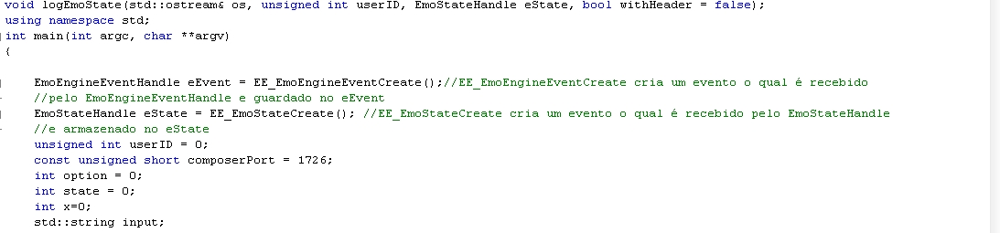 void logEmoState(std::ostream& os, unsigned int userID, EmoStateHandle eState, bool withHeader = false);
using namespace std;
int main(int argc, char **argv)
{
EmoEngineEventHandle eEvent = EE_EmoEngineEventCreate();//EE_EmoEngineEventCreate cria um evento o qual é recebido
//pelo EmoEngineEventHandle e guardado no eEvent
EmoStateHandle eState = EE_EmoStateCreate(); //EE_EmoStateCreate cria um evento o qual é recebido pelo EmoStateHandle
//e armazenado no eState
unsigned int userID = 0;
const unsigned short composerPort = 1726;
int option = 0;
int state = 0;
int x=0;
std::string input;